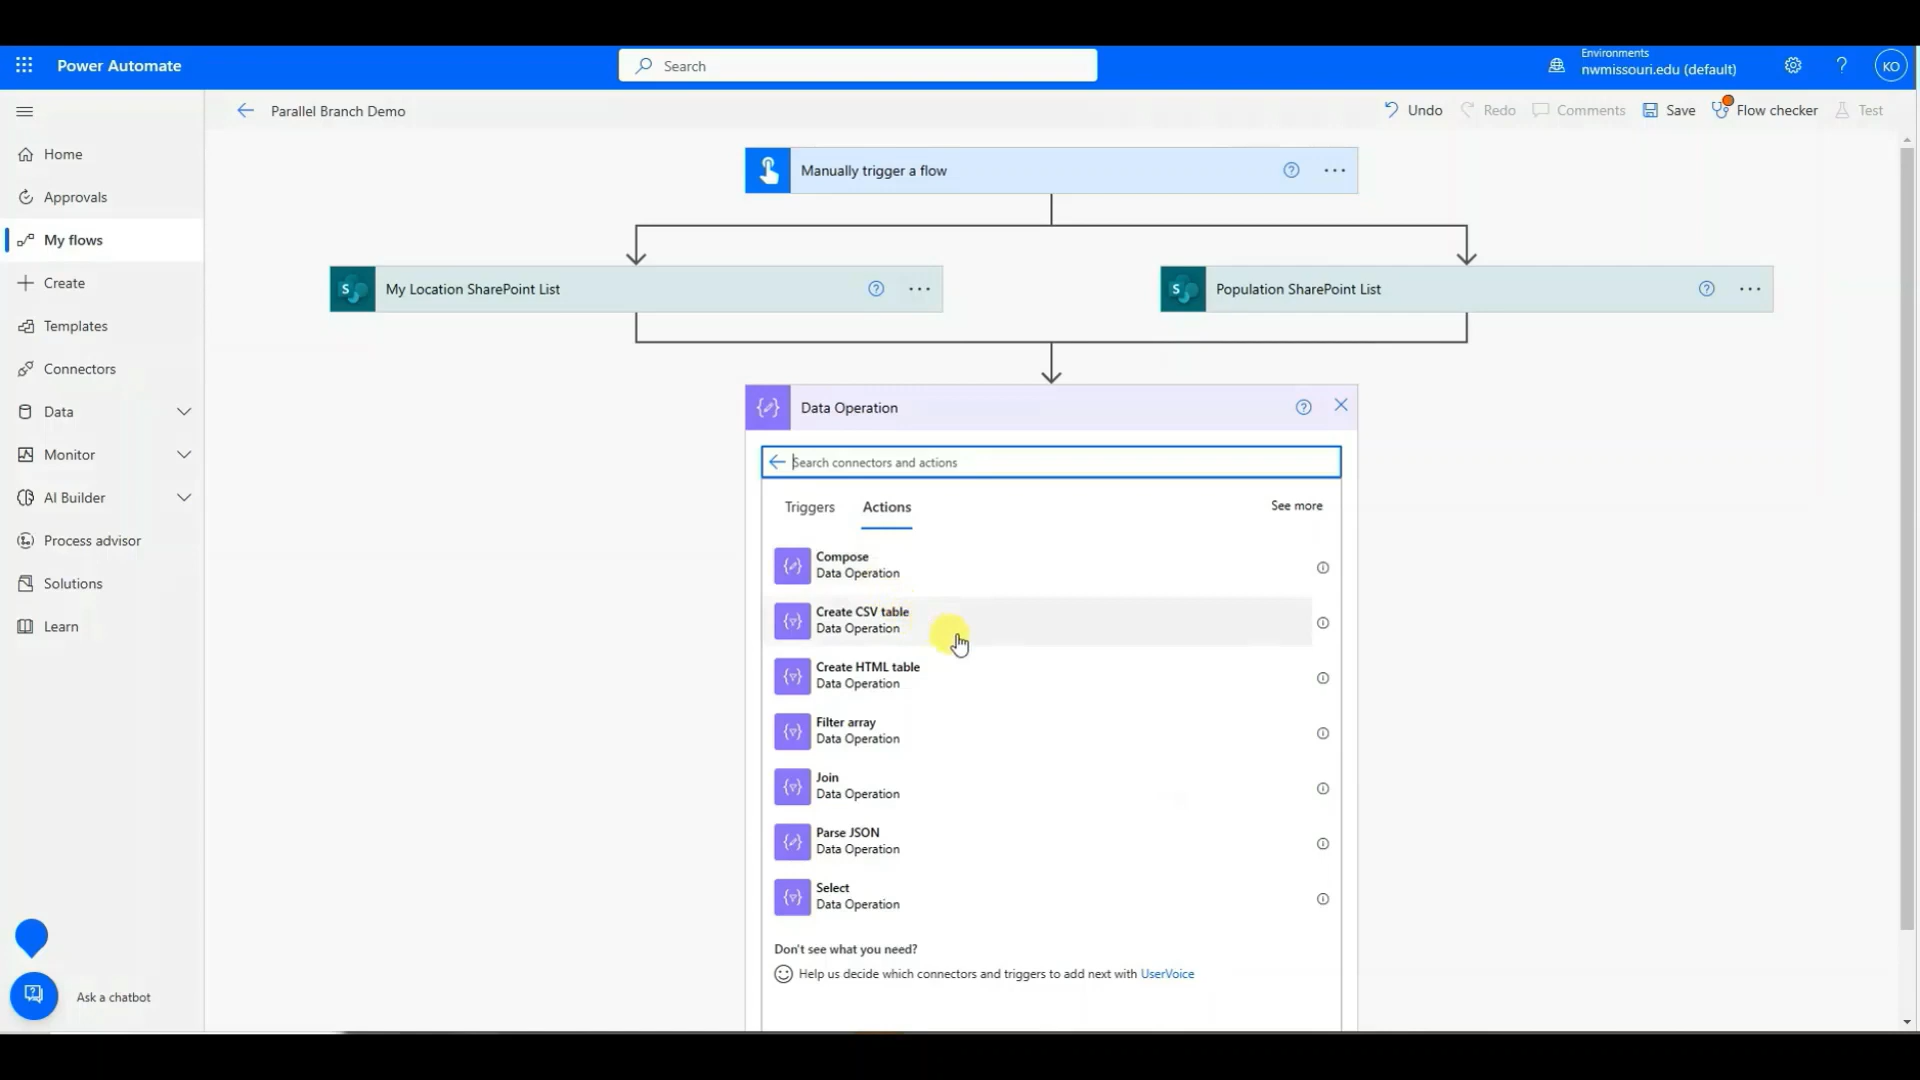 Power Automate
Search
Environments
nwmissouri.edu (default)
KO
Parallel Branch Demo
Undo
Redo
Comments
Save
Flow checker
Test
Home
Approvals
My flows
Create
Templates
Connectors
Data
Monitor
AI Builder
Process advisor
Solutions
Learn
Ask a chatbot
Manually trigger a flow
My Location SharePoint List
Population SharePoint List
Data Operation
Search connectors and actions
Triggers
Actions
See more
Compose
Data Operation
Create CSV table
Data Operation
Create HTML table
Data Operation
Filter array
Data Operation
Join
Data Operation
Parse JSON
Data Operation
Select
Data Operation
Don't see what you need?
Help us decide which connectors and triggers to add next with UserVoice